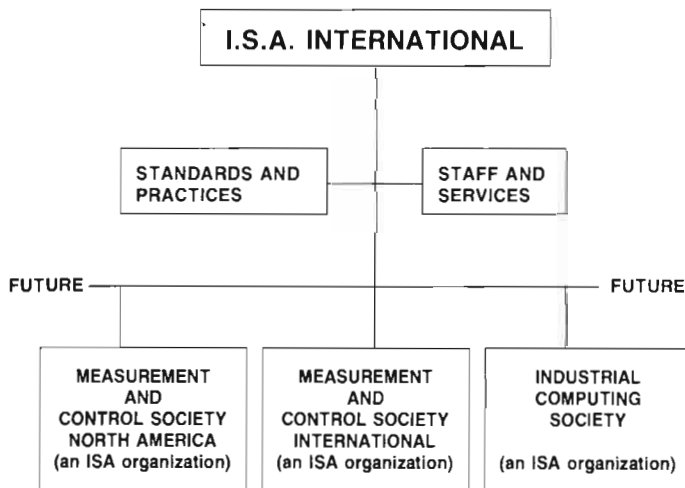 I.S.A. INTERNATIONAL
STANDARDS AND
PRACTICES
STAFF AND
SERVICES
FUTURE
FUTURE
MEASUREMENT
AND
CONTROL SOCIETY
NORTH AMERICA
(an ISA organization)
MEASUREMENT
AND
CONTROL SOCIETY
INTERNATIONAL
(an ISA organization)
INDUSTRIAL
COMPUTING
SOCIETY
(an ISA organization)